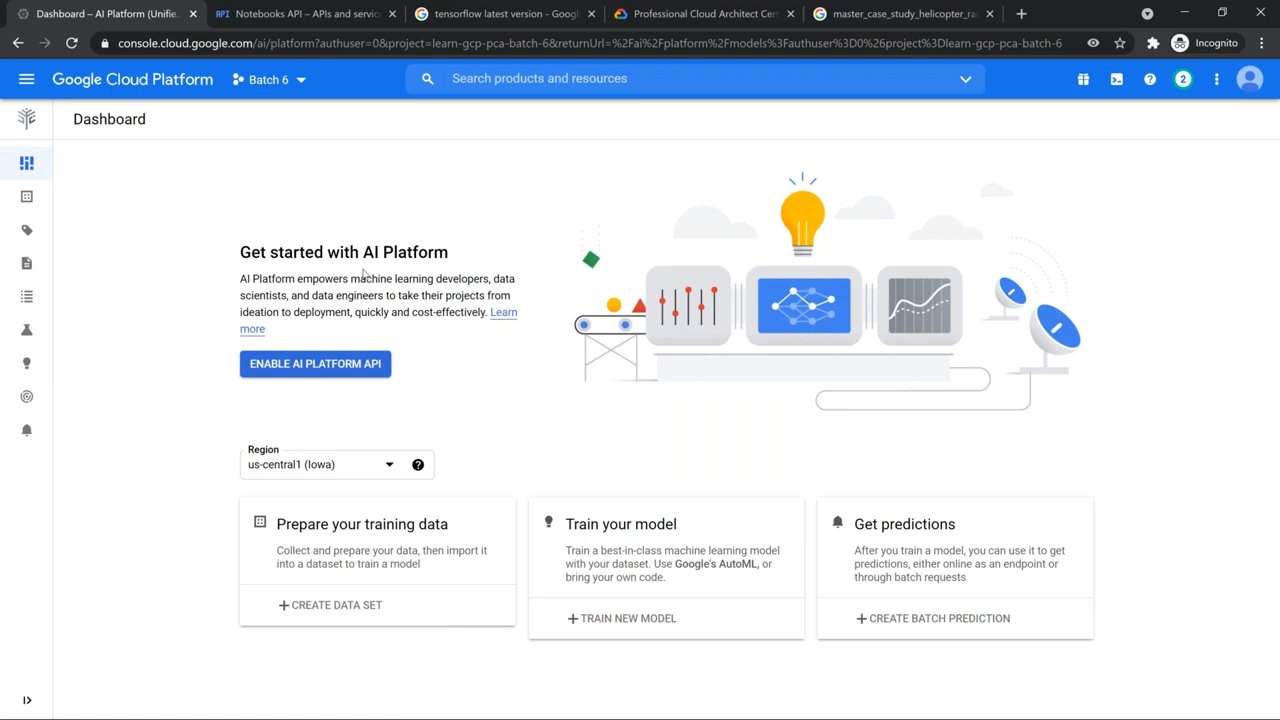 Dashboard – AI Platform (Unifie
Notebooks API – APIs and servic
tensorflow latest version - Goog
Professional Cloud Architect Cert
master_case_study_helicopter_ra
console.cloud.google.com/ai/platform?authuser=0&project=learn-gcp-pca-batch-6&returnUrl=%2Fai%2Fplatform%2Fmodels%3Fauthuser%3D0%26project%3Dlearn-gcp-pca-batch-6
Incognito
Google Cloud Platform
Batch 6
Search products and resources
2
Dashboard
Get started with AI Platform
AI Platform empowers machine learning developers, data
scientists, and data engineers to take their projects from
ideation to deployment, quickly and cost-effectively. Learn
more
ENABLE AI PLATFORM API
Region
us-central1 (Iowa)
Prepare your training data
Collect and prepare your data, then import it
into a dataset to train a model
CREATE DATA SET
Train your model
Train a best-in-class machine learning model
with your dataset. Use Google's AutoML, or
bring your own code.
TRAIN NEW MODEL
Get predictions
After you train a model, you can use it to get
predictions, either online as an endpoint or
through batch requests
CREATE BATCH PREDICTION